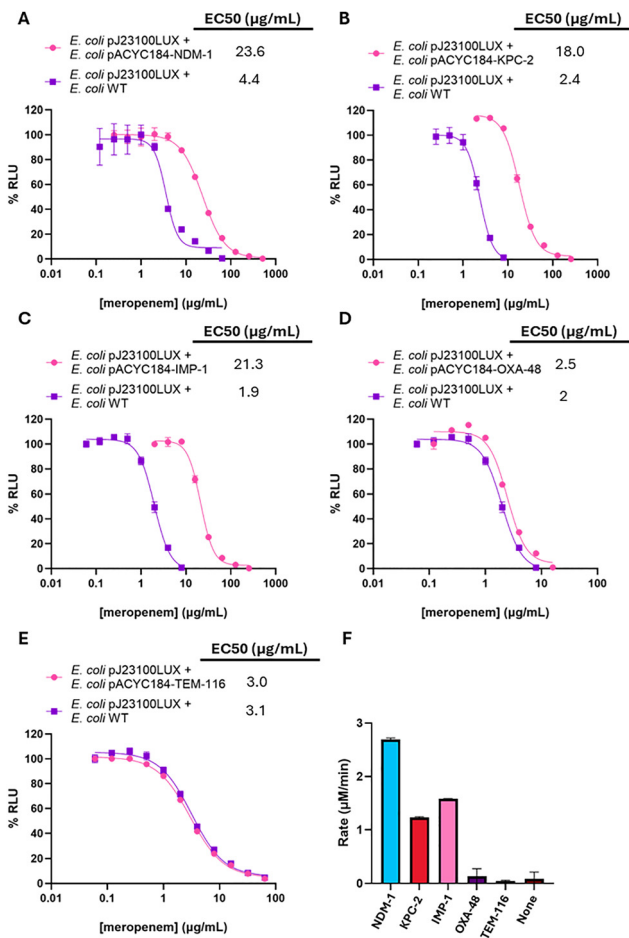 A
EC50 (µg/mL)
E. coli pJ23100LUX +
E. coli pACYC184-NDM-1
23.6
E. coli pJ23100LUX +
E. coli WT
4.4
120
100
80
60
40
20
0
% RLU
0.01
0.1
1
10
100
1000
[meropenem] (µg/mL)
B
EC50 (µg/mL)
E. coli pJ23100LUX +
E. coli pACYC184-KPC-2
18.0
E. coli pJ23100LUX +
E. coli WT
2.4
120
100
80
60
40
20
0
% RLU
0.01
0.1
1
10
100
1000
[meropenem] (µg/mL)
C
EC50 (µg/mL)
E. coli pJ23100LUX +
E. coli pACYC184-IMP-1
21.3
E. coli pJ23100LUX +
E. coli WT
1.9
120
100
80
60
40
20
0
% RLU
0.01
0.1
1
10
100
1000
[meropenem] (µg/mL)
D
EC50 (µg/mL)
E. coli pJ23100LUX +
E. coli pACYC184-OXA-48
2.5
E. coli pJ23100LUX +
E. coli WT
2
120
100
80
60
40
20
0
% RLU
0.01
0.1
1
10
100
[meropenem] (µg/mL)
E
EC50 (µg/mL)
E. coli pJ23100LUX +
E. coli pACYC184-TEM-116
3.0
E. coli pJ23100LUX +
E. coli WT
3.1
120
100
80
60
40
20
0
% RLU
0.01
0.1
1
10
100
[meropenem] (µg/mL)
F
3
2
1
0
Rate (µM/min)
NDM-1
KPC-2
IMP-1
OXA-48
TEM-116
None